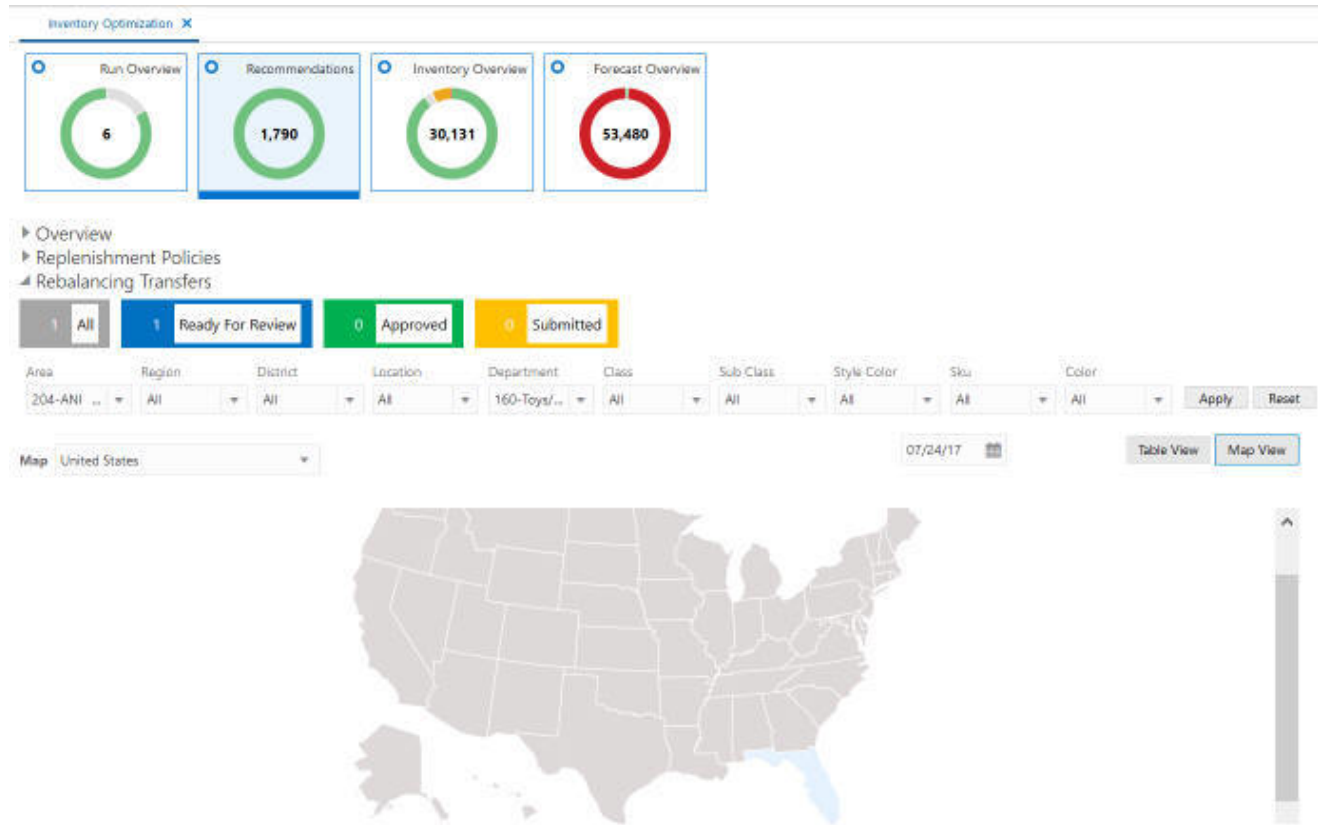 Inventory Optimization X
Run Overview
6
Recommendations
1,790
Inventory Overview
30,131
Forecast Overview
53,480
Overview
Replenishment Policies
Rebalancing Transfers
1 All
1 Ready For Review
0 Approved
0 Submitted
Area Region District Location Department Class Sub Class Style Color Sku Color
204-ANI ... All All All 160-Toys/... All All All All All Apply Reset
Map United States 07/24/17 Table View Map View